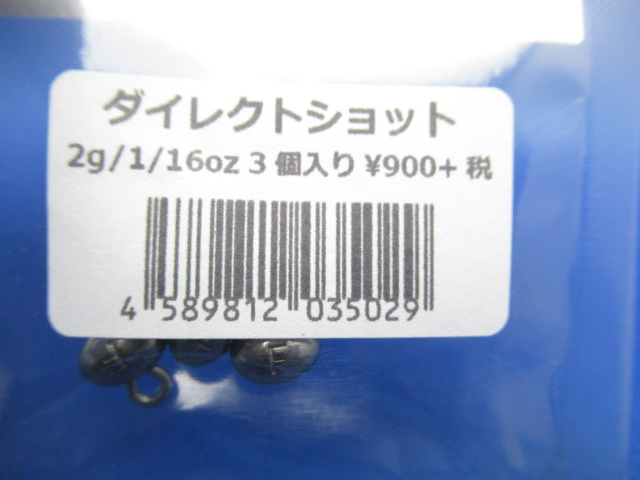 ダイレクトショット
2g/1/16oz 3 個入り ¥900+ 税
4 589812 035029